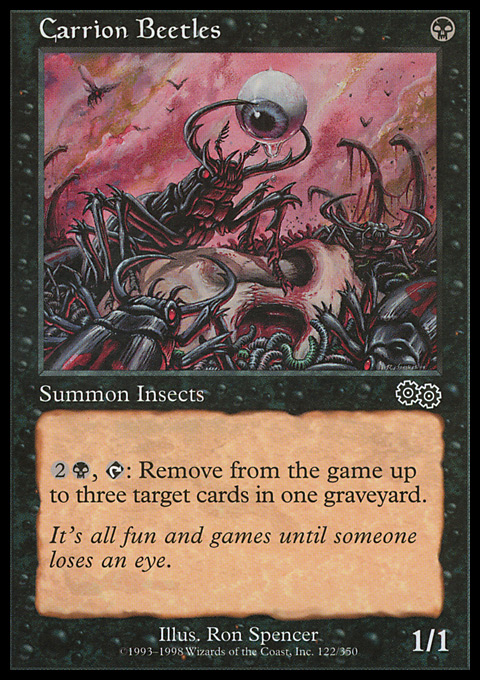 Carrion Beetles
Summon Insects
2, : Remove from the game up
to three target cards in one graveyard.
It's all fun and games until someone
loses an eye.
Illus. Ron Spencer
©1993-1998 Wizards of the Coast, Inc. 122/350
1/1